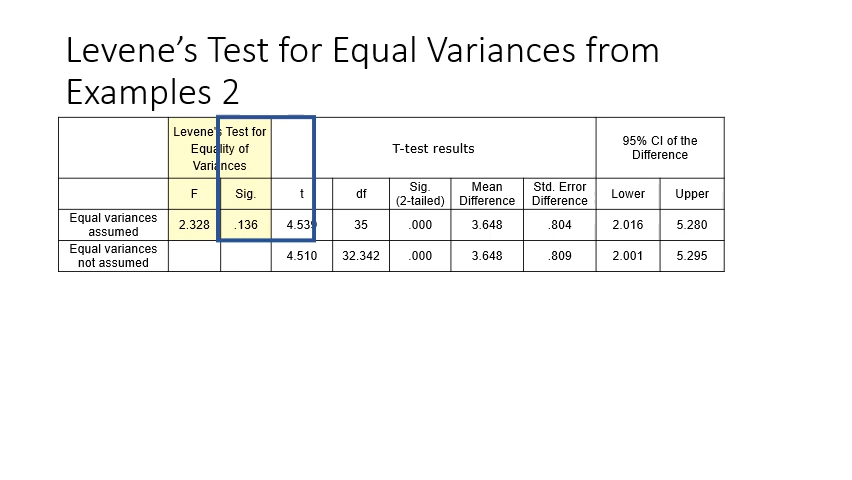 Levene’s Test for Equal Variances from
Examples 2
Levene's Test for
Equality of
Variances
T-test results
95% CI of the
Difference
F
Sig.
t
df
Sig.
(2-tailed)
Mean
Difference
Std. Error
Difference
Lower
Upper
Equal variances
assumed
2.328
.136
4.539
35
.000
3.648
.804
2.016
5.280
Equal variances
not assumed
4.510
32.342
.000
3.648
.809
2.001
5.295